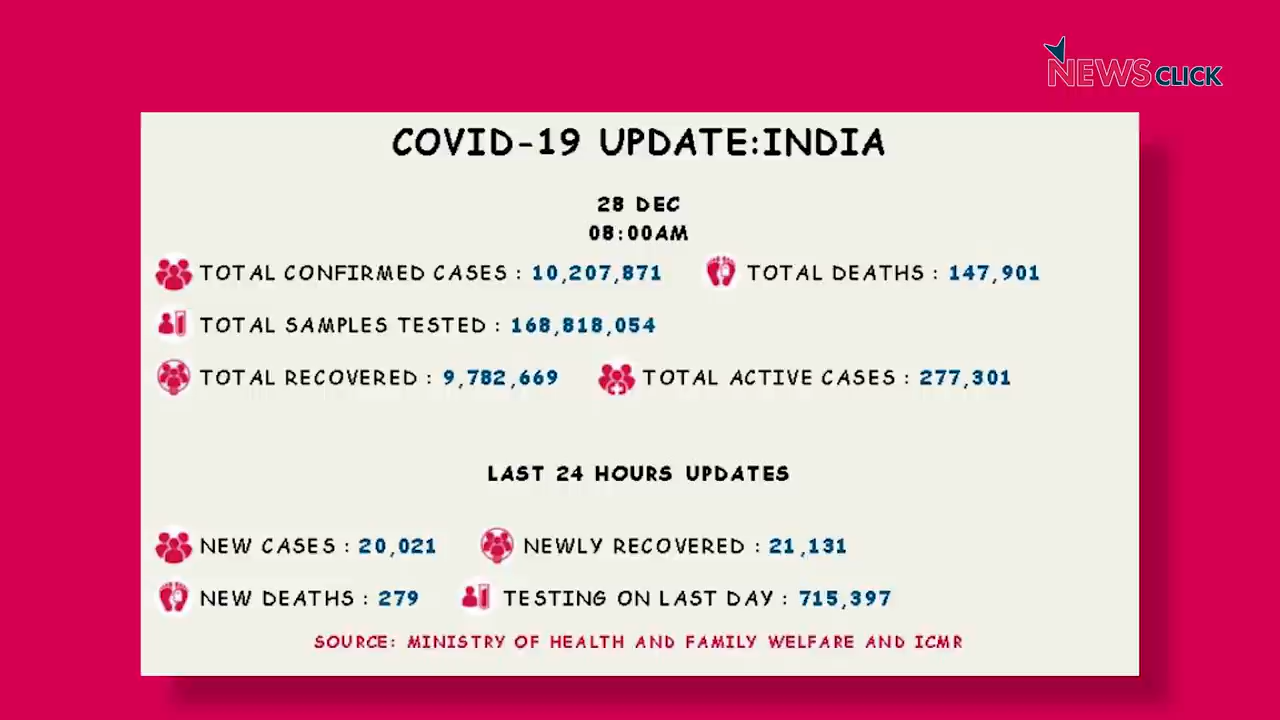 NEWSCLICK
COVID-19 UPDATE:INDIA
28 DEC
08:00AM
TOTAL CONFIRMED CASES : 10,207,871 TOTAL DEATHS : 147,901
TOTAL SAMPLES TESTED : 168,818,054
TOTAL RECOVERED : 9,782,669 TOTAL ACTIVE CASES : 277,301
LAST 24 HOURS UPDATES
NEW CASES : 20,021 NEWLY RECOVERED : 21,131
NEW DEATHS : 279 TESTING ON LAST DAY : 715,397
SOURCE: MINISTRY OF HEALTH AND FAMILY WELFARE AND ICMR